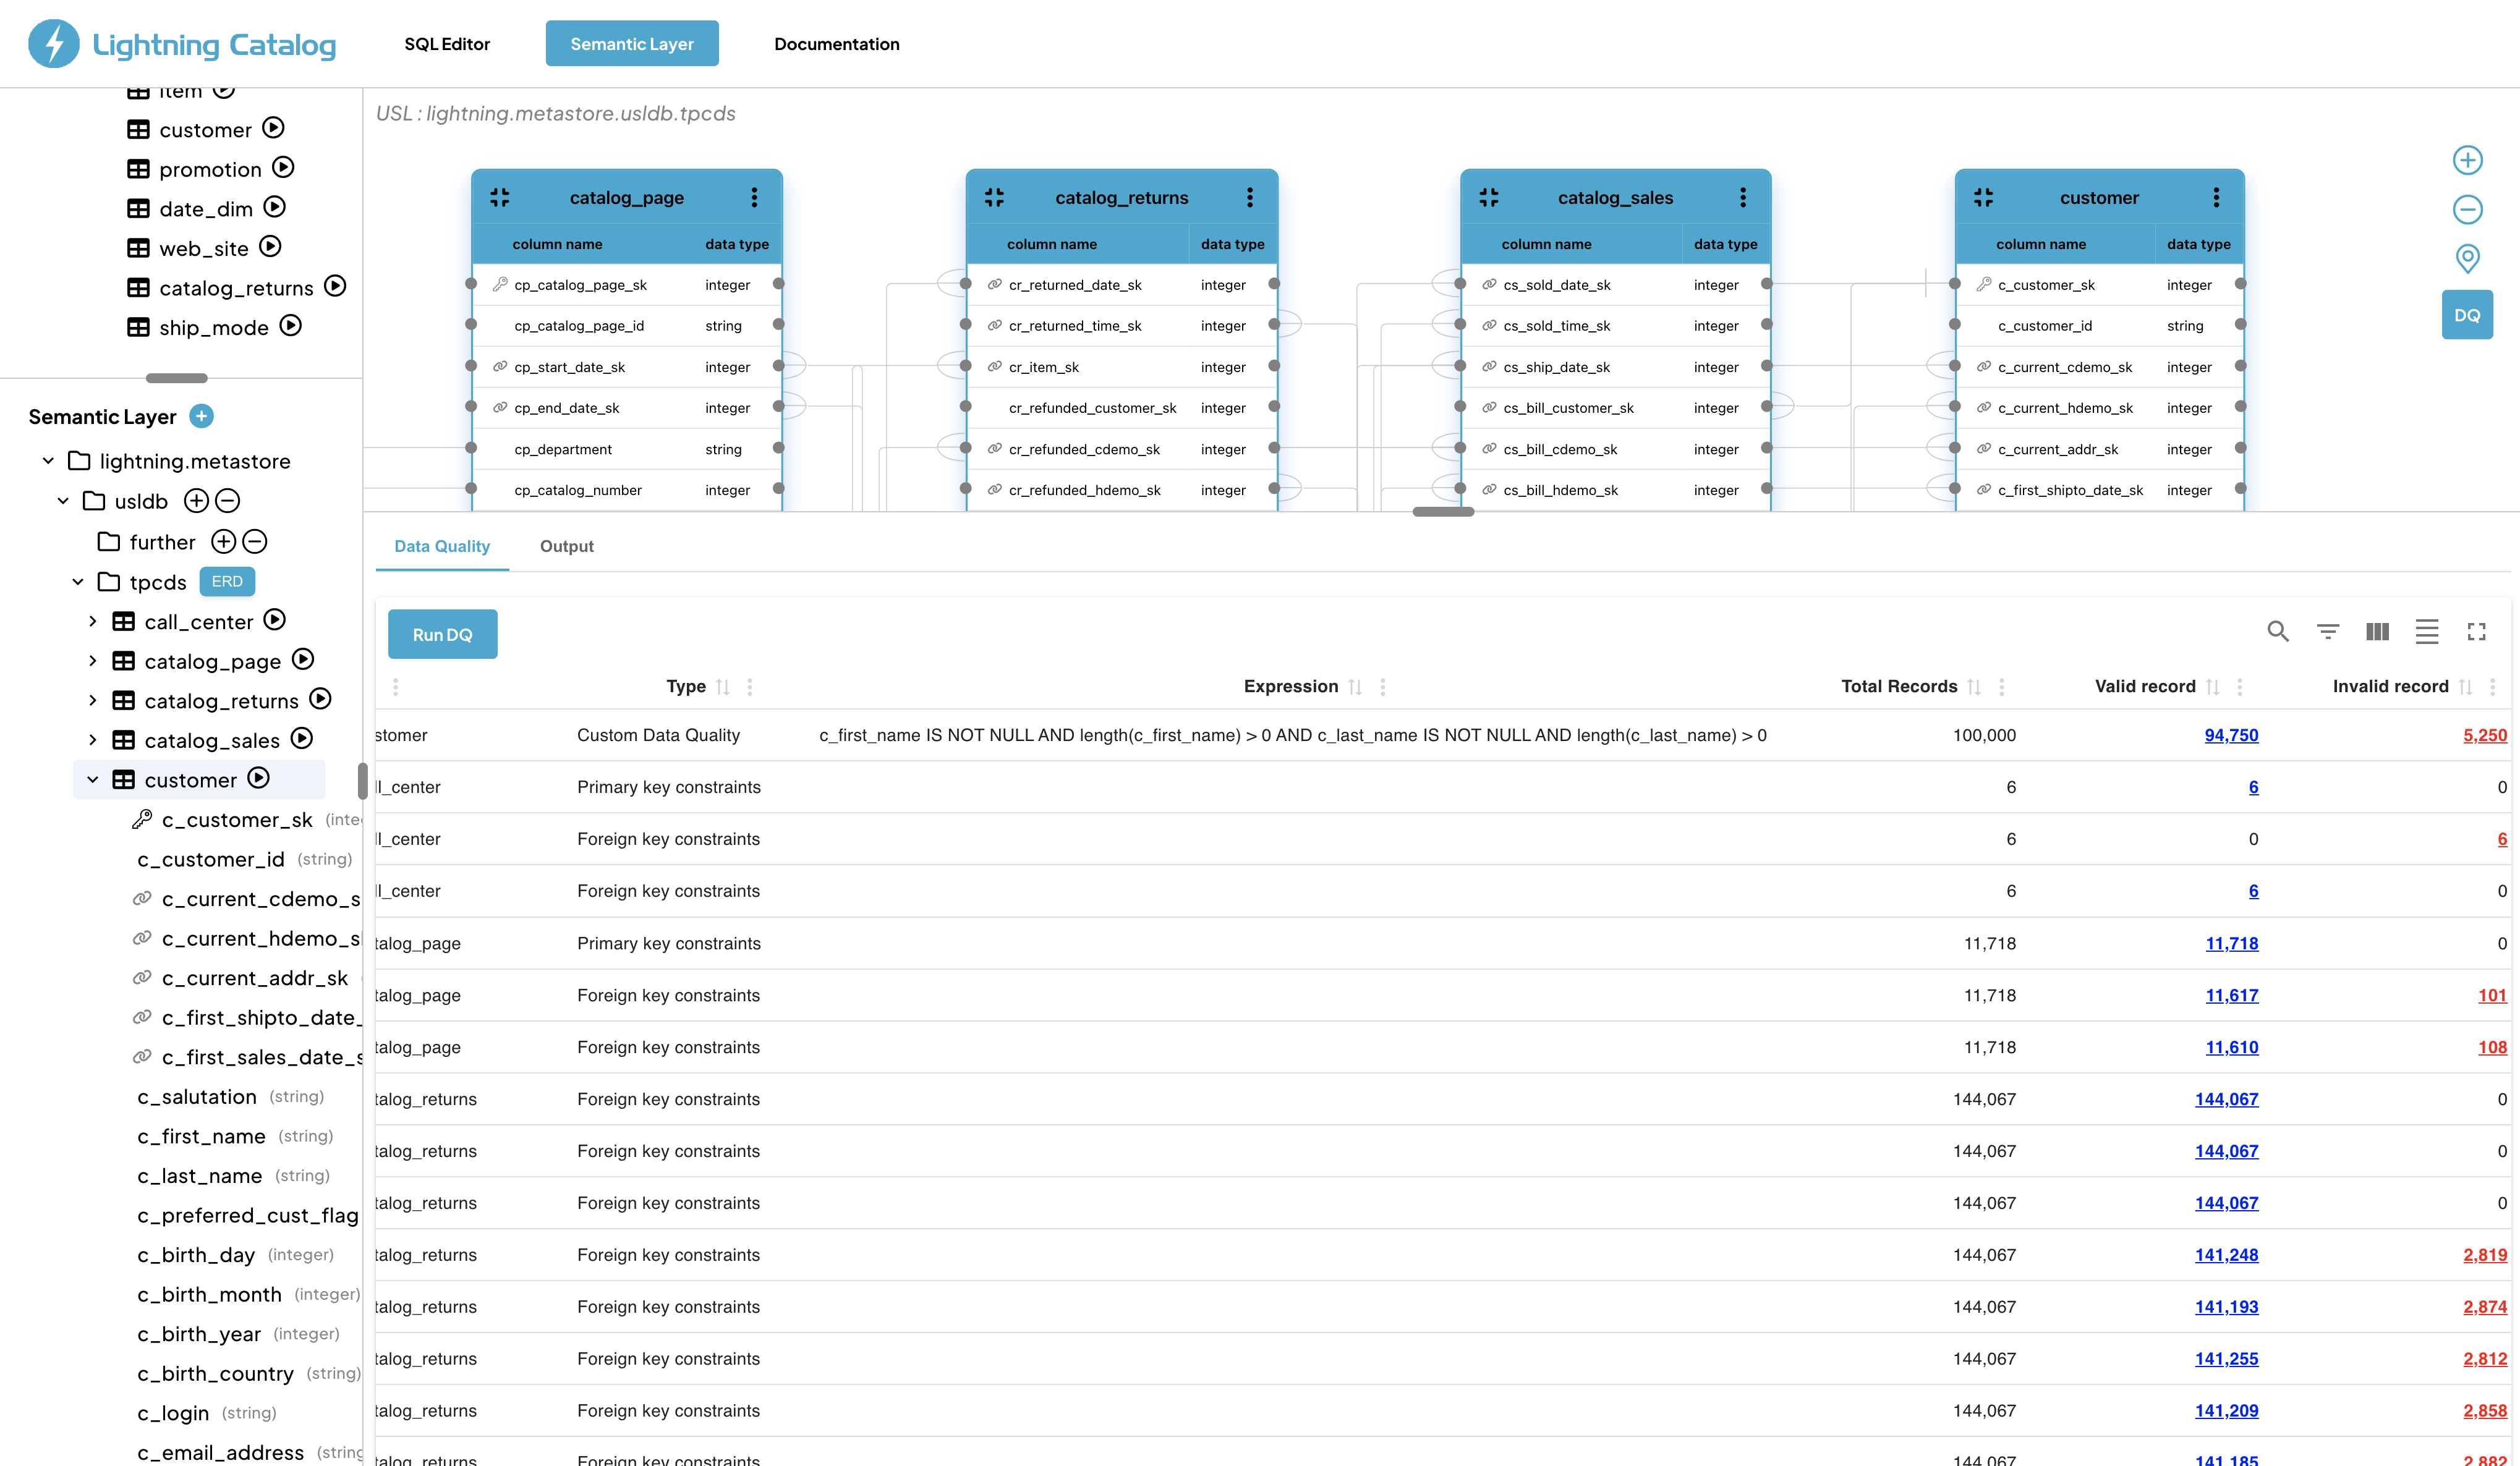 Lightning Catalog
SQL Editor
Semantic Layer
Documentation
item
customer
promotion
date_dim
web_site
catalog_returns
ship_mode
Semantic Layer
lightning.metastore
usldb
further
tpcds ERD
call_center
catalog_page
catalog_returns
catalog_sales
customer
c_customer_sk (inte
c_customer_id (string)
c_current_cdemo_s
c_current_hdemo_s
c_current_addr_sk
c_first_shipto_date_
c_first_sales_date_s
c_salutation (string)
c_first_name (string)
c_last_name (string)
c_preferred_cust_flag
c_birth_day (integer)
c_birth_month (integer)
c_birth_year (integer)
c_birth_country (string)
c_login (string)
c_email_address (string
USL : lightning.metastore.usldb.tpcds
catalog_page
column name data type
cp_catalog_page_sk integer
cp_catalog_page_id string
cp_start_date_sk integer
cp_end_date_sk integer
cp_department string
cp_catalog_number integer
catalog_returns
column name data type
cr_returned_date_sk integer
cr_returned_time_sk integer
cr_item_sk integer
cr_refunded_customer_sk integer
cr_refunded_cdemo_sk integer
cr_refunded_hdemo_sk integer
catalog_sales
column name data type
cs_sold_date_sk integer
cs_sold_time_sk integer
cs_ship_date_sk integer
cs_bill_customer_sk integer
cs_bill_cdemo_sk integer
cs_bill_hdemo_sk integer
customer
column name data type
c_customer_sk integer
c_customer_id string
c_current_cdemo_sk integer
c_current_hdemo_sk integer
c_current_addr_sk integer
c_first_shipto_date_sk integer
DQ
Data Quality Output
Run DQ
Type Expression Total Records Valid record Invalid record
stomer Custom Data Quality c_first_name IS NOT NULL AND length(c_first_name) > 0 AND c_last_name IS NOT NULL AND length(c_last_name) > 0 100,000 94,750 5,250
ll_center Primary key constraints 6 6 0
ll_center Foreign key constraints 6 0 6
ll_center Foreign key constraints 6 6 0
talog_page Primary key constraints 11,718 11,718 0
talog_page Foreign key constraints 11,718 11,617 101
talog_page Foreign key constraints 11,718 11,610 108
talog_returns Foreign key constraints 144,067 144,067 0
talog_returns Foreign key constraints 144,067 144,067 0
talog_returns Foreign key constraints 144,067 144,067 0
talog_returns Foreign key constraints 144,067 141,248 2,819
talog_returns Foreign key constraints 144,067 141,193 2,874
talog_returns Foreign key constraints 144,067 141,255 2,812
talog_returns Foreign key constraints 144,067 141,209 2,858
talog_returns Foreign key constraints 144,067 141,185 2,882